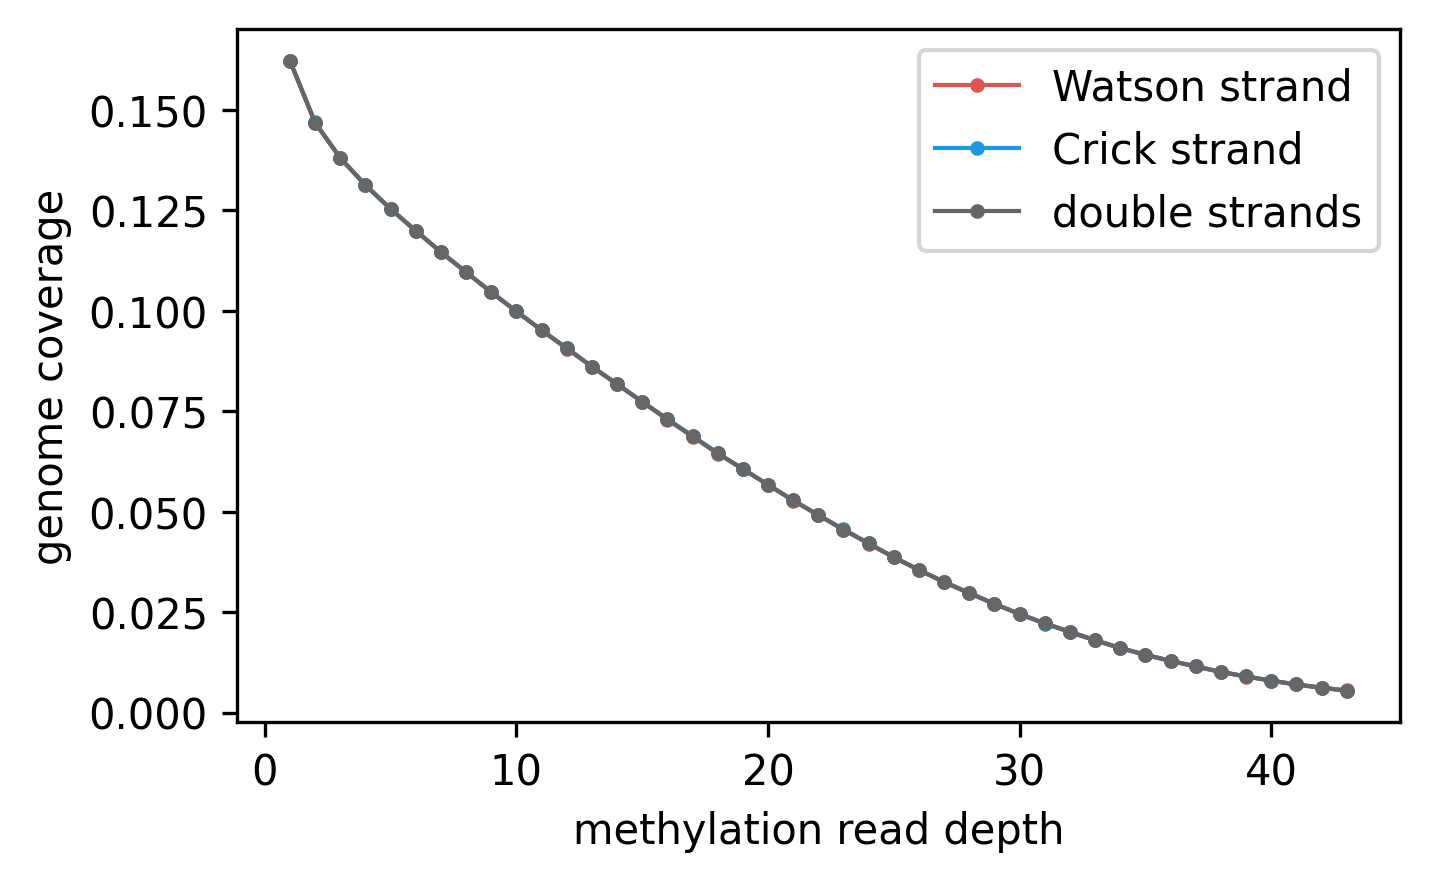 Watson strand
Crick strand
double strands
genome coverage
0.150
0.125
0.100
0.075
0.050
0.025
0.000
0 10 20 30 40
methylation read depth